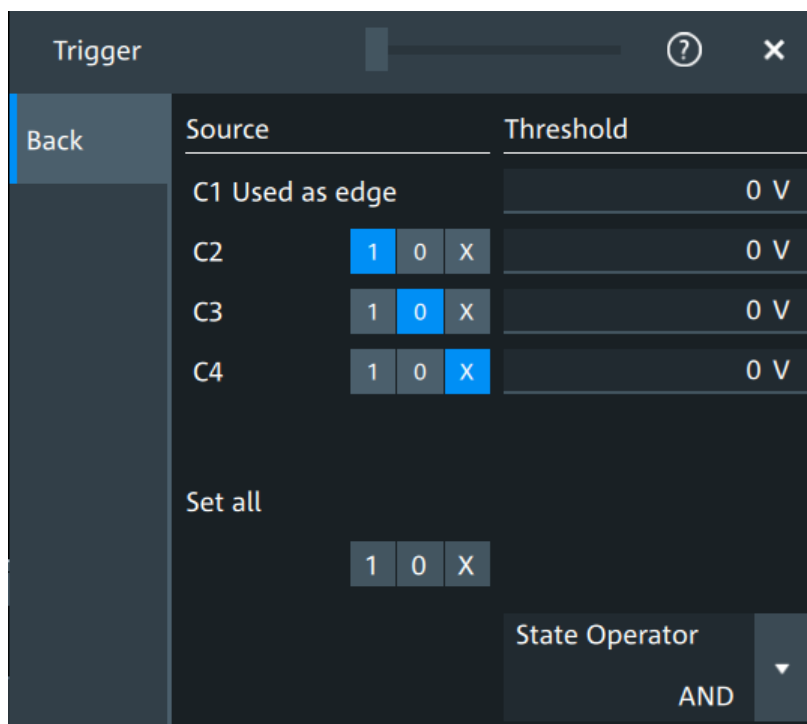 Trigger ? ×
Back
Source Threshold
C1 Used as edge 0 V
C2 1 0 X 0 V
C3 1 0 X 0 V
C4 1 0 X 0 V
Set all
1 0 X
State Operator
AND